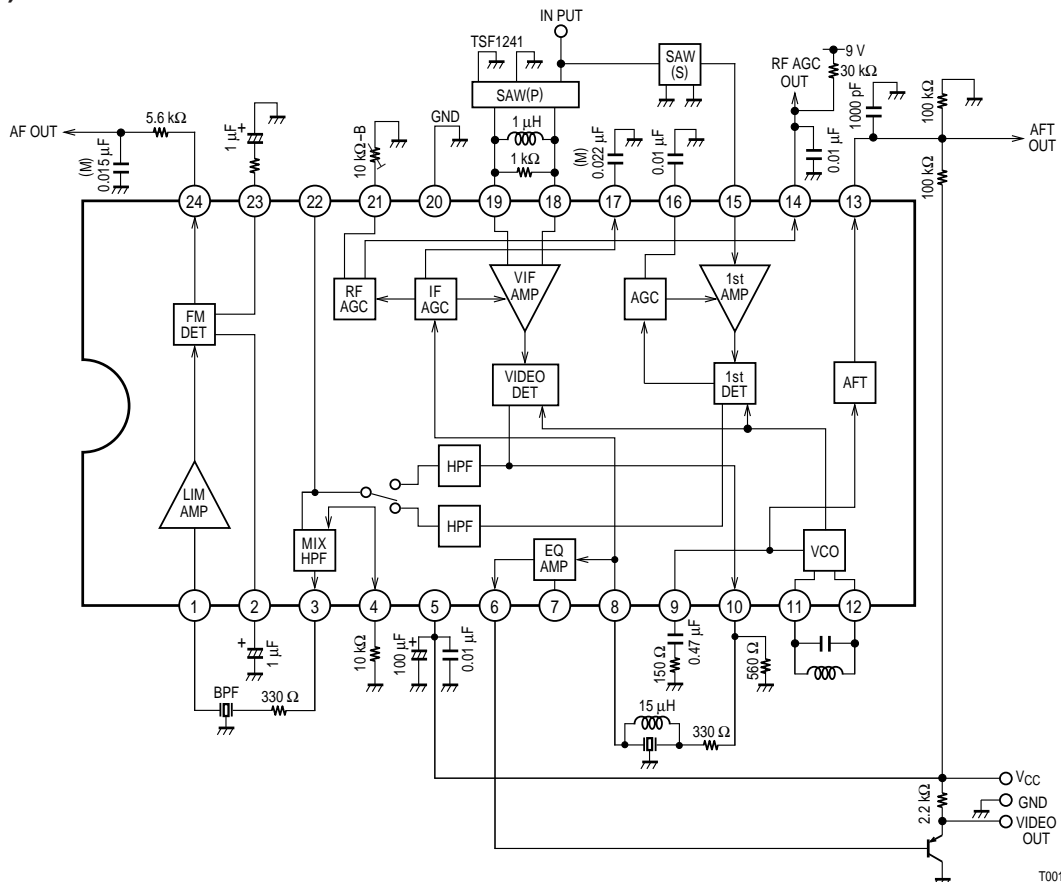 IN PUT
TSF1241
SAW(P)
SAW
(S)
9 V
30 kΩ
RF AGC
OUT
1000 pF
100 kΩ
AFT
OUT
100 kΩ
0.01 µF
AF OUT
5.6 kΩ
(M)
0.015 µF
1 µF
+
10 kΩ–B
GND
1 µH
1 kΩ
(M)
0.022 µF
0.01 µF
24
23
22
21
20
19
18
17
16
15
14
13
RF
AGC
IF
AGC
VIF
AMP
AGC
1st
AMP
FM
DET
VIDEO
DET
1st
DET
AFT
HPF
LIM
AMP
HPF
MIX
HPF
EQ
AMP
VCO
1
2
3
4
5
6
7
8
9
10
11
12
+
1 µF
10 kΩ
100 µF
+
0.01 µF
150 Ω
0.47 µF
560 Ω
BPF
330 Ω
15 µH
330 Ω
VCC
2.2 kΩ
GND
VIDEO
OUT